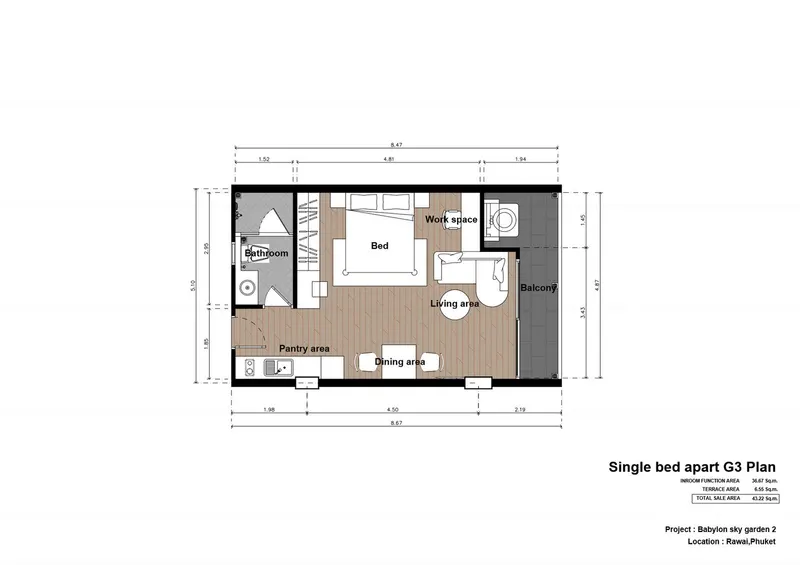 8.47
1.52 4.81 1.94
Work space
Bed
1.45
2.95
Bathroom
5.10
4.87
Balcony
Living area
3.43
1.85
Pantry area
Dining area
1.98 4.50 2.19
8.67
Single bed apart G3 Plan
INROOM FUNCTION AREA 36.67 Sq.m.
TERRACE AREA 6.55 Sq.m.
TOTAL SALE AREA 43.22 Sq.m.
Project : Babylon sky garden 2
Location : Rawai,Phuket